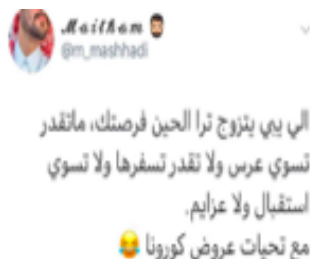 Maitham 🧔🏻
@m_mashhadi
الي يبي يتزوج ترا الحين فرصتك، ماتقدر
تسوي عرس ولا تقدر تسفرها ولا تسوي
استقبال ولا عزايم.
مع تحيات عروض كورونا 😂